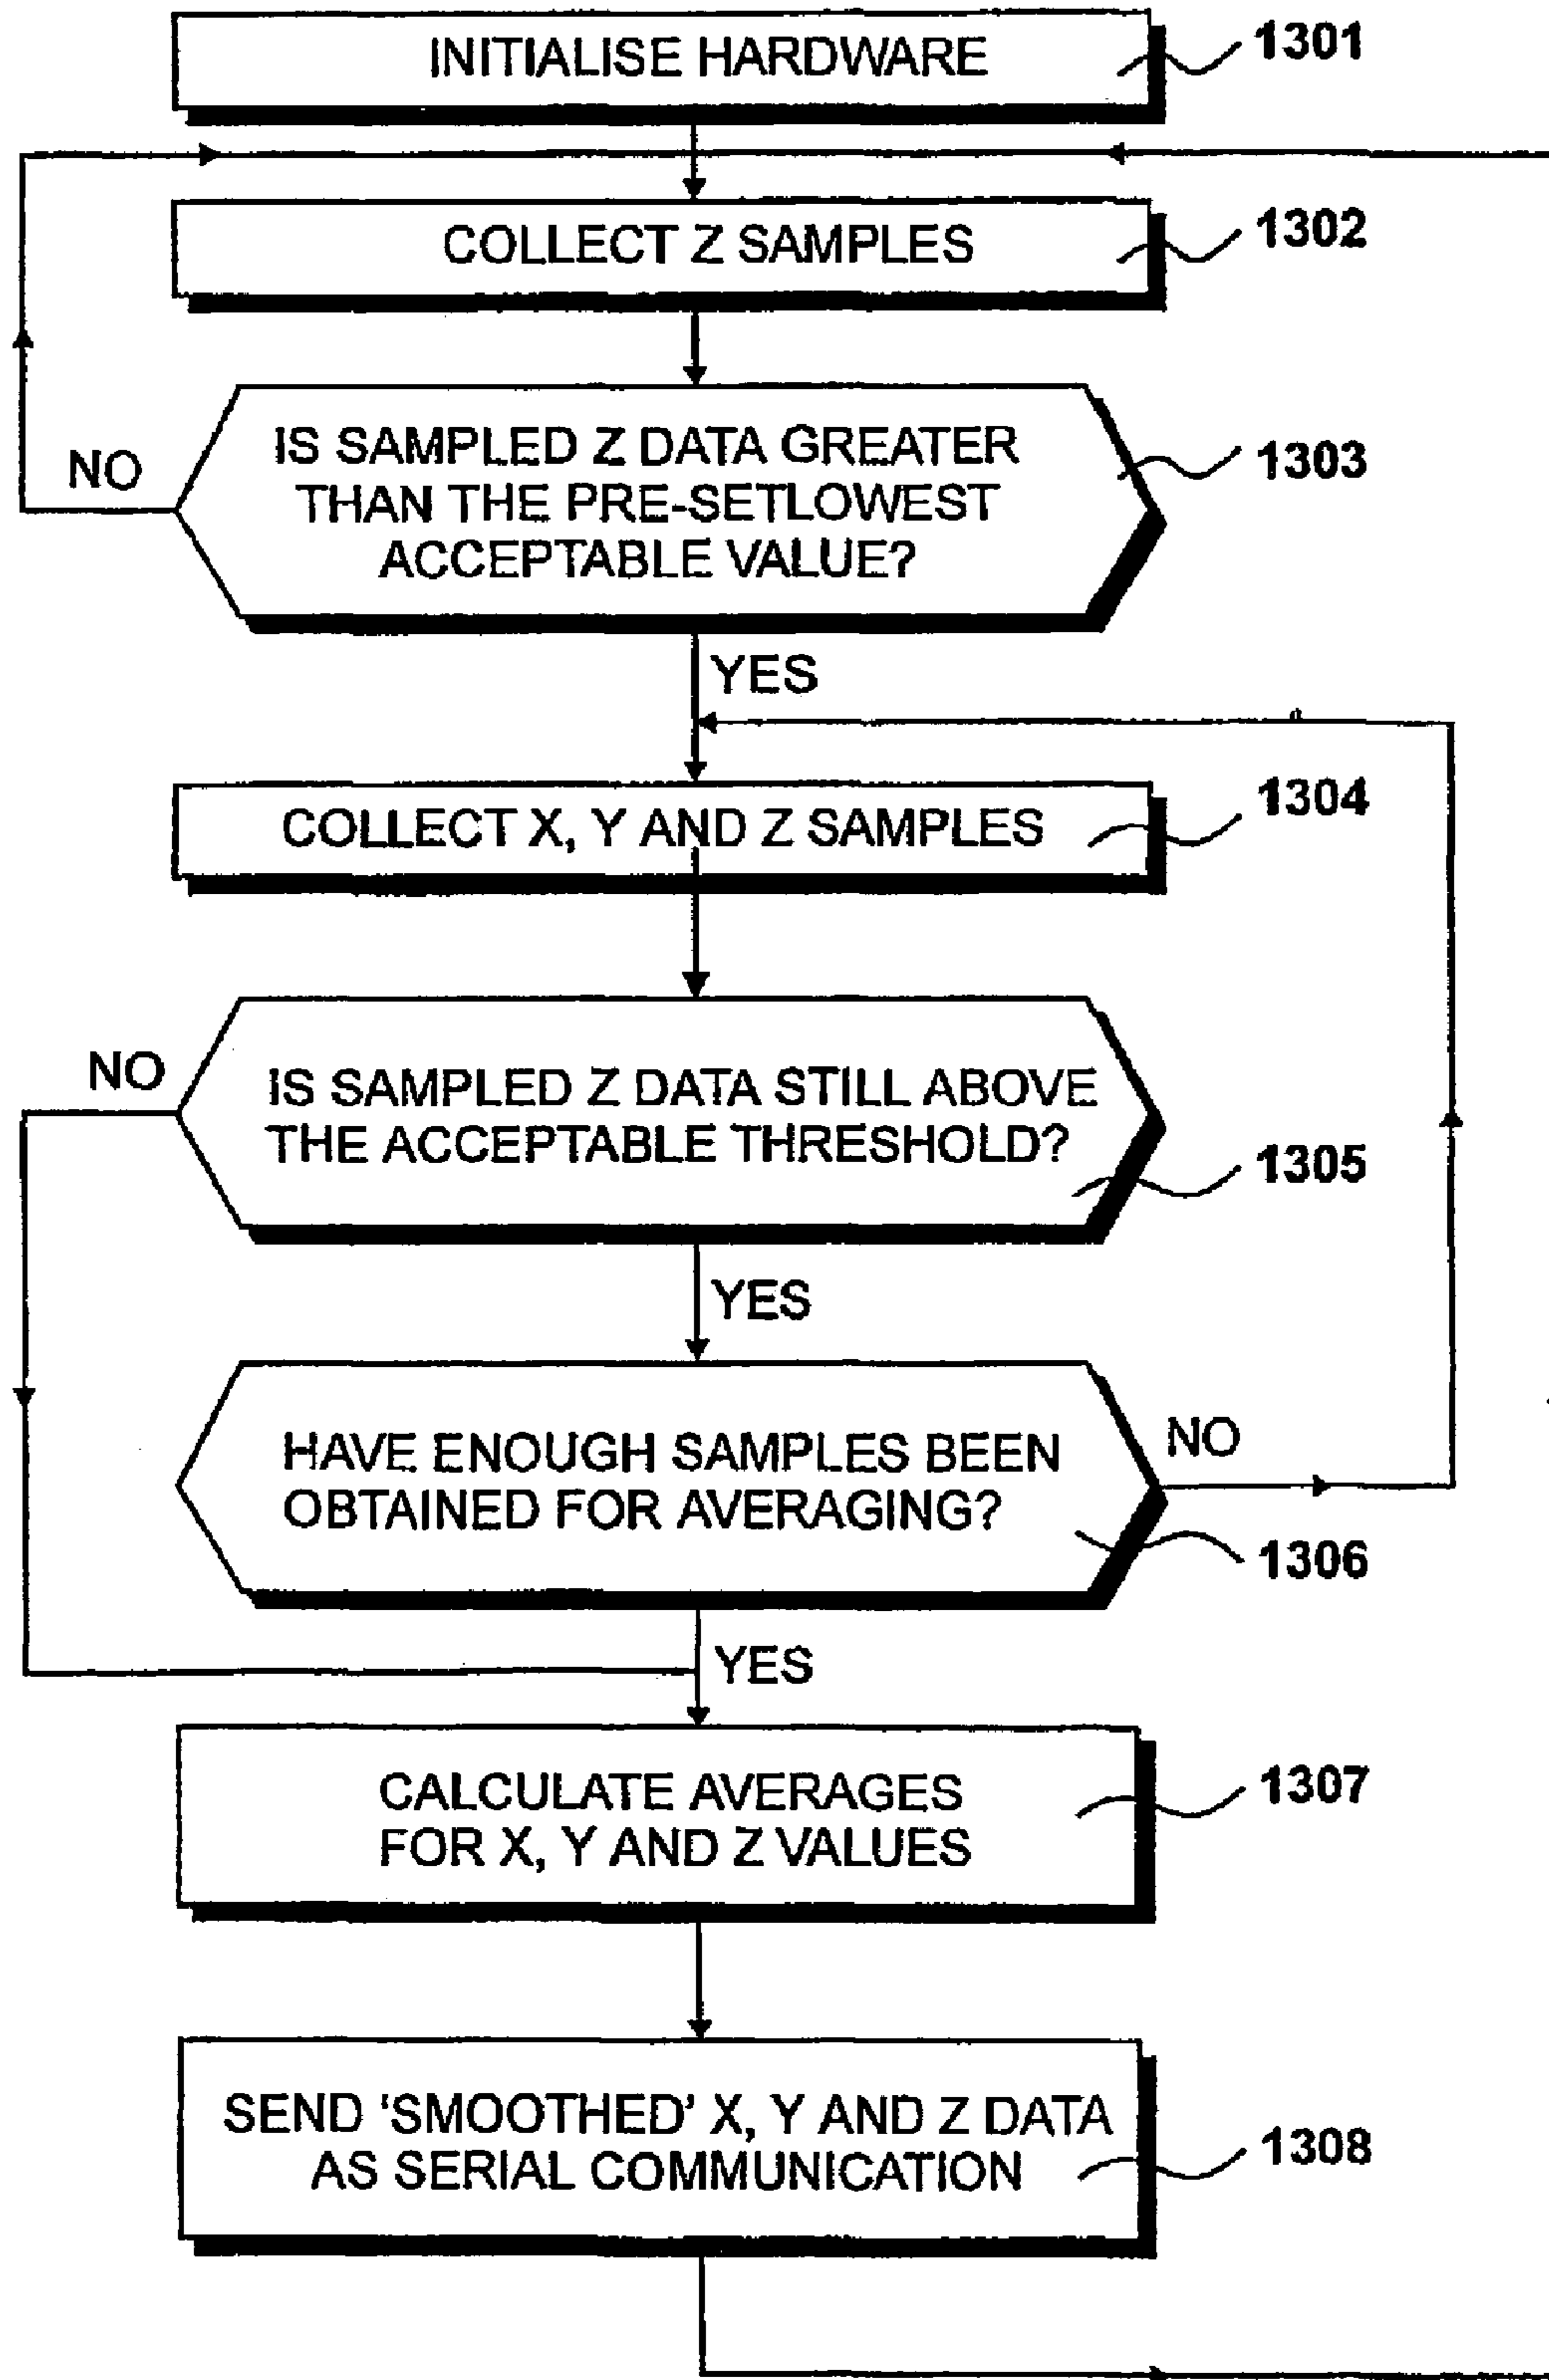 INITIALISE HARDWARE
1301
COLLECT Z SAMPLES
1302
IS SAMPLED Z DATA GREATER
THAN THE PRE-SETLOWEST
ACCEPTABLE VALUE?
1303
NO
YES
COLLECT X, Y AND Z SAMPLES
1304
IS SAMPLED Z DATA STILL ABOVE
THE ACCEPTABLE THRESHOLD?
1305
NO
YES
HAVE ENOUGH SAMPLES BEEN
OBTAINED FOR AVERAGING?
1306
NO
YES
CALCULATE AVERAGES
FOR X, Y AND Z VALUES
1307
SEND 'SMOOTHED' X, Y AND Z DATA
AS SERIAL COMMUNICATION
1308